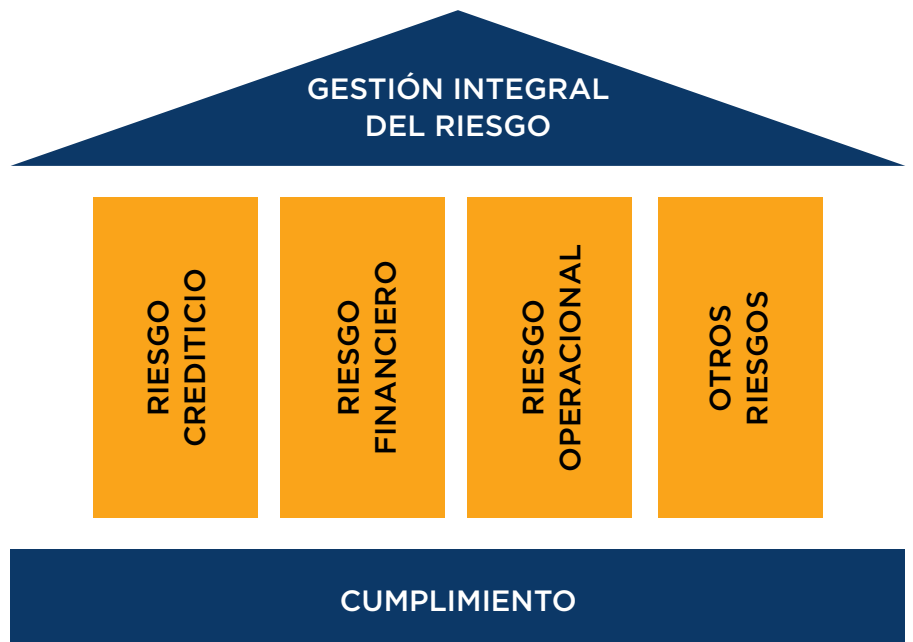 GESTIÓN INTEGRAL
DEL RIESGO
RIESGO
CREDITICIO
RIESGO
FINANCIERO
RIESGO
OPERACIONAL
OTROS
RIESGOS
CUMPLIMIENTO